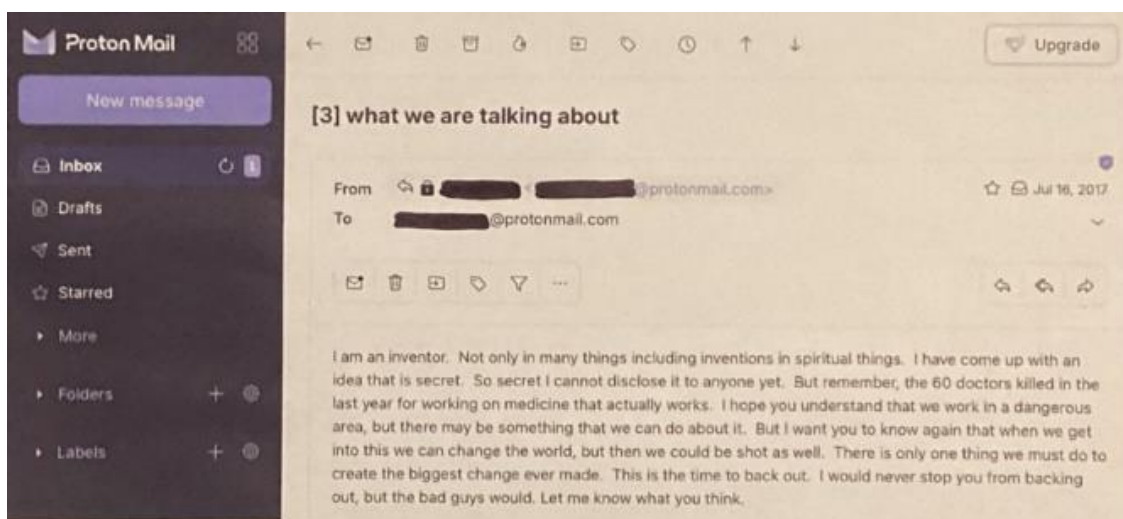 Proton Mail
Upgrade
New message
[3] what we are talking about
Inbox 1
From @protonmail.com>
Jul 16, 2017
Drafts
To @protonmail.com
Sent
Starred
More
I am an inventor. Not only in many things including inventions in spiritual things. I have come up with an
idea that is secret. So secret I cannot disclose it to anyone yet. But remember, the 60 doctors killed in the
Folders
last year for working on medicine that actually works. I hope you understand that we work in a dangerous
area, but there may be something that we can do about it. But I want you to know again that when we get
Labels
into this we can change the world, but then we could be shot as well. There is only one thing we must do to
create the biggest change ever made. This is the time to back out. I would never stop you from backing
out, but the bad guys would. Let me know what you think.